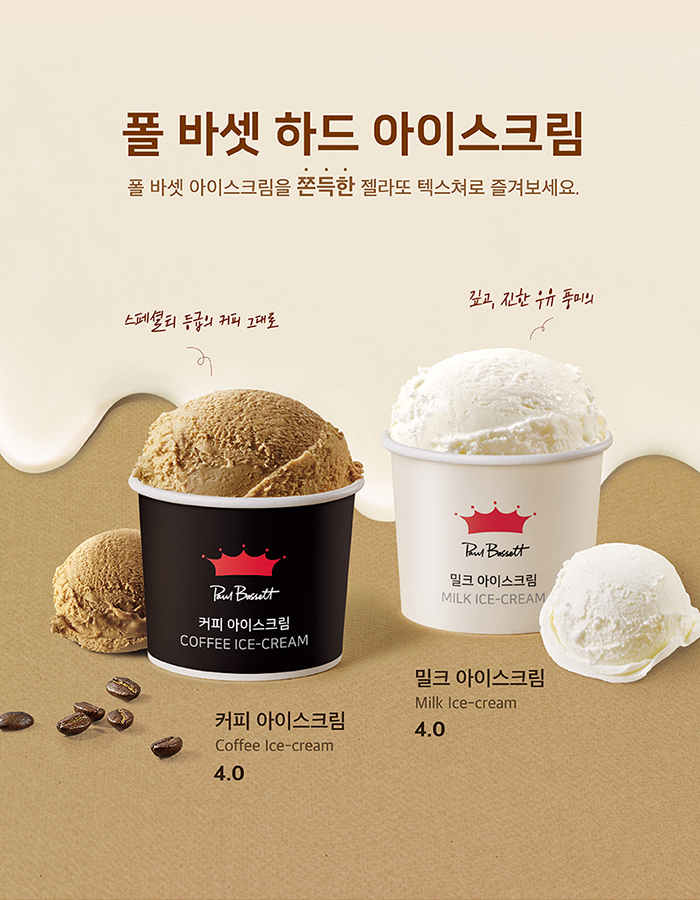 폴 바셋 하드 아이스크림
폴 바셋 아이스크림을 쫀득한 젤라또 텍스쳐로 즐겨보세요.
깊고, 진한 우유 풍미의
스페셜티 등급의 커피 그대로
Paul Bassett
밀크 아이스크림
MILK ICE-CREAM
Paul Bassett
커피 아이스크림
COFFEE ICE-CREAM
밀크 아이스크림
Milk Ice-cream
4.0
커피 아이스크림
Coffee Ice-cream
4.0